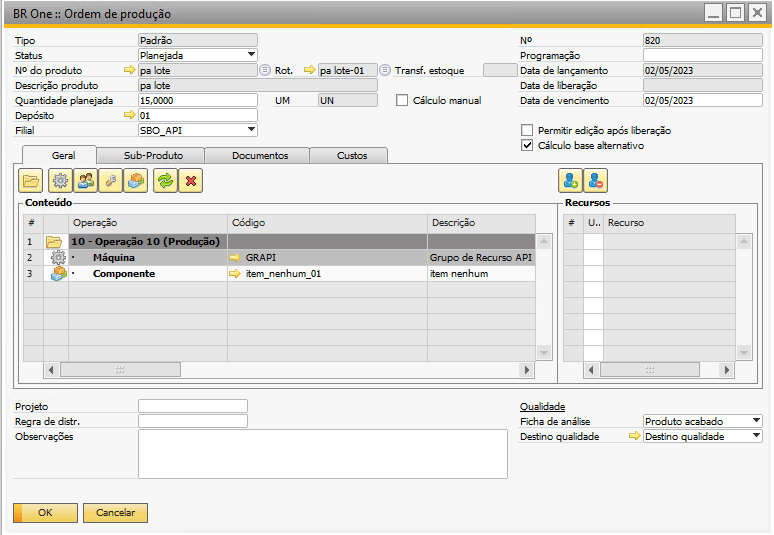 BR One :: Ordem de produção
Tipo Padrão Nº 820
Status Planejada Programação
Nº do produto pa lote Rot. pa lote-01 Transf. estoque Data de lançamento 02/05/2023
Descrição produto pa lote Data de liberação
Quantidade planejada 15,0000 UM UN Cálculo manual Data de vencimento 02/05/2023
Depósito 01
Filial SBO_API Permitir edição após liberação
Cálculo base alternativo
Geral Sub-Produto Documentos Custos
Conteúdo Recursos
# Operação Código Descrição # U.. Recurso
1 10 - Operação 10 (Produção)
2 · Máquina GRAPI Grupo de Recurso API
3 · Componente item_nenhum_01 item nenhum
Projeto Qualidade
Regra de distr. Ficha de análise Produto acabado
Observações Destino qualidade Destino qualidade
OK Cancelar